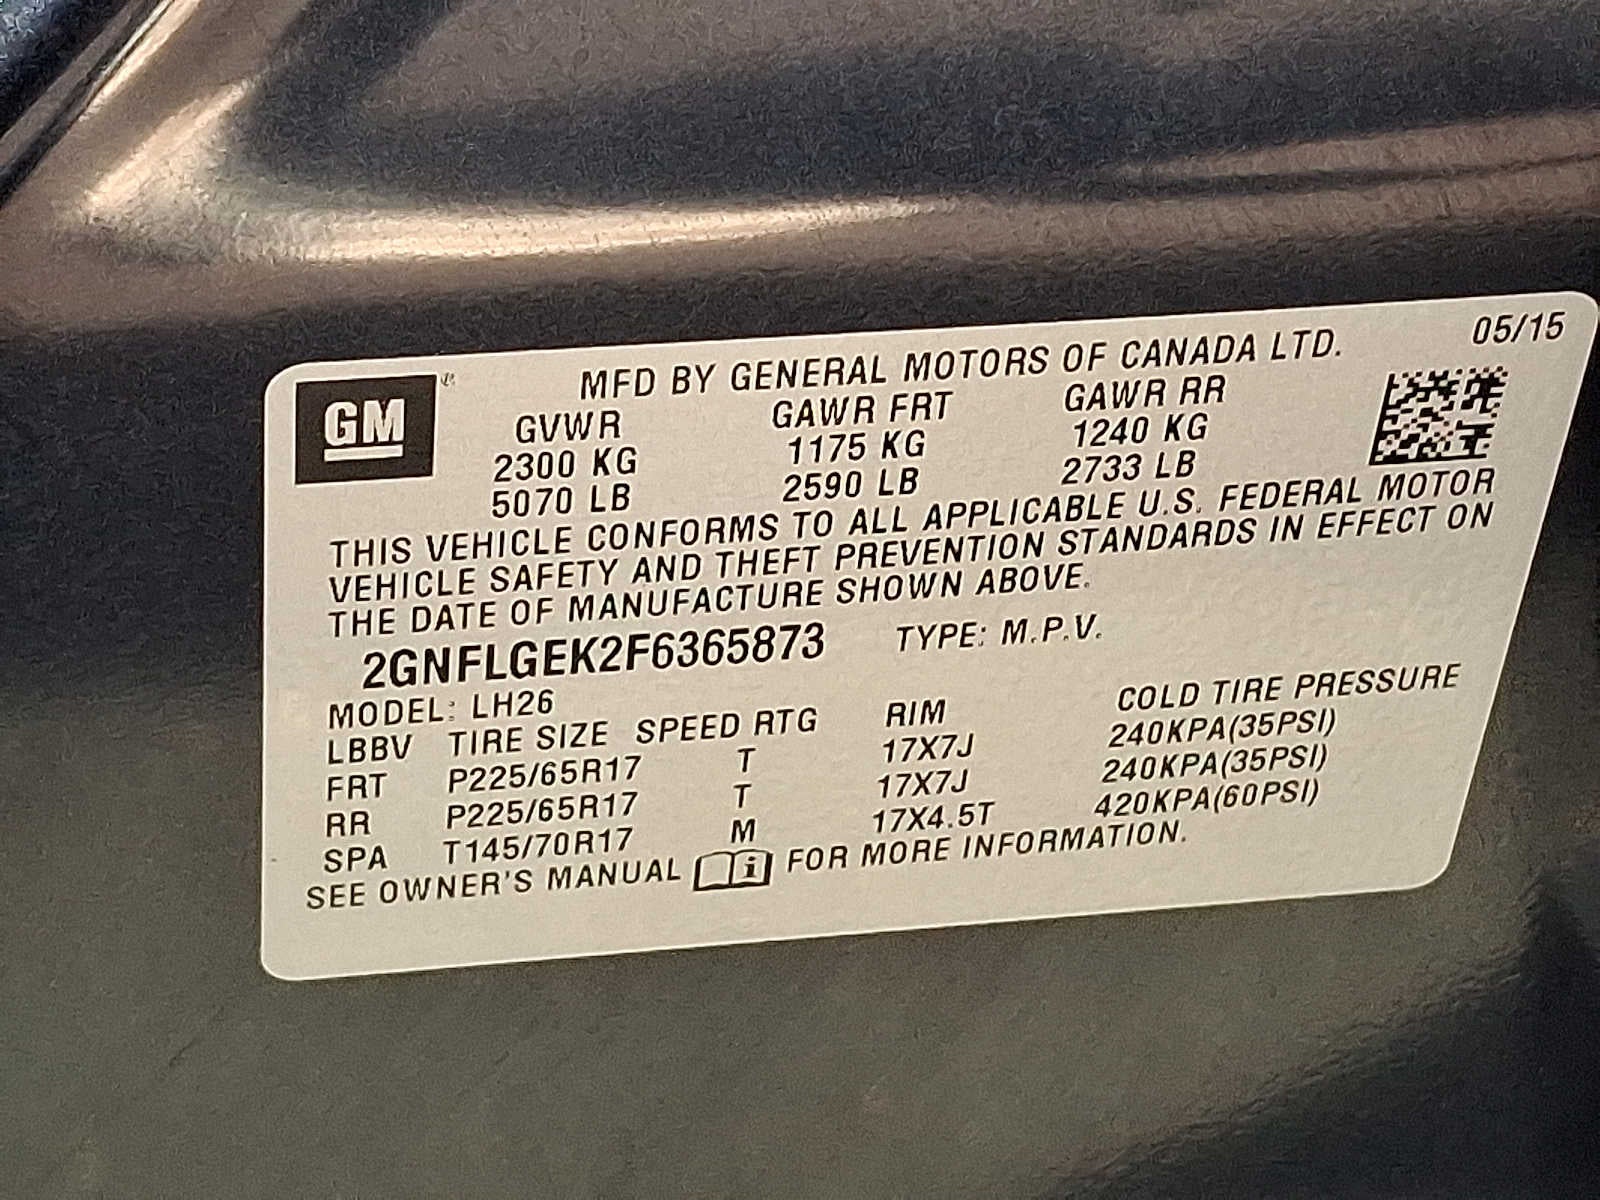 05/15
GM ® MFD BY GENERAL MOTORS OF CANADA LTD.
GVWR GAWR FRT GAWR RR
2300 KG 1175 KG 1240 KG
5070 LB 2590 LB 2733 LB
THIS VEHICLE CONFORMS TO ALL APPLICABLE U.S. FEDERAL MOTOR
VEHICLE SAFETY AND THEFT PREVENTION STANDARDS IN EFFECT ON
THE DATE OF MANUFACTURE SHOWN ABOVE.
2GNFLGEK2F6365873 TYPE: M.P.V.
MODEL: LH26
LBBV TIRE SIZE SPEED RTG RIM COLD TIRE PRESSURE
FRT P225/65R17 T 17X7J 240KPA(35PSI)
RR P225/65R17 T 17X7J 240KPA(35PSI)
SPA T145/70R17 M 17X4.5T 420KPA(60PSI)
SEE OWNER'S MANUAL i FOR MORE INFORMATION.